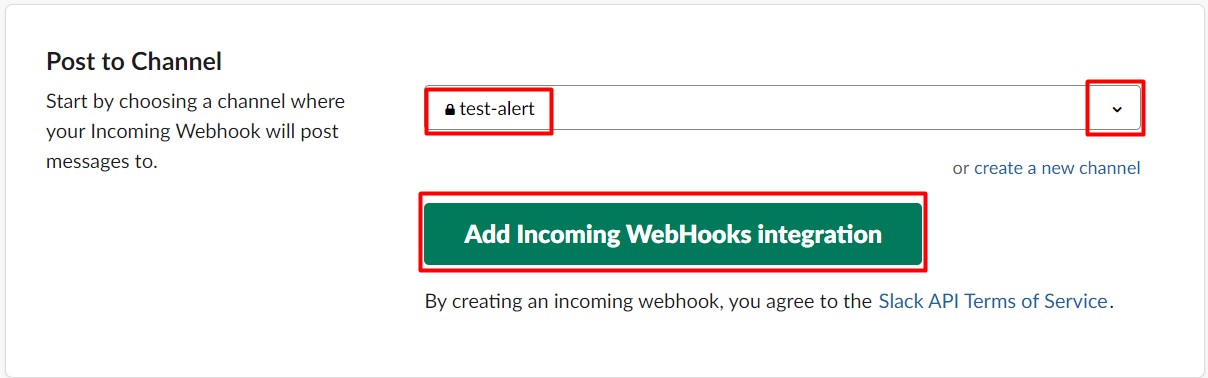 Post to Channel
Start by choosing a channel where
your Incoming Webhook will post
messages to.
test-alert
or create a new channel
Add Incoming WebHooks integration
By creating an incoming webhook, you agree to the Slack API Terms of Service.